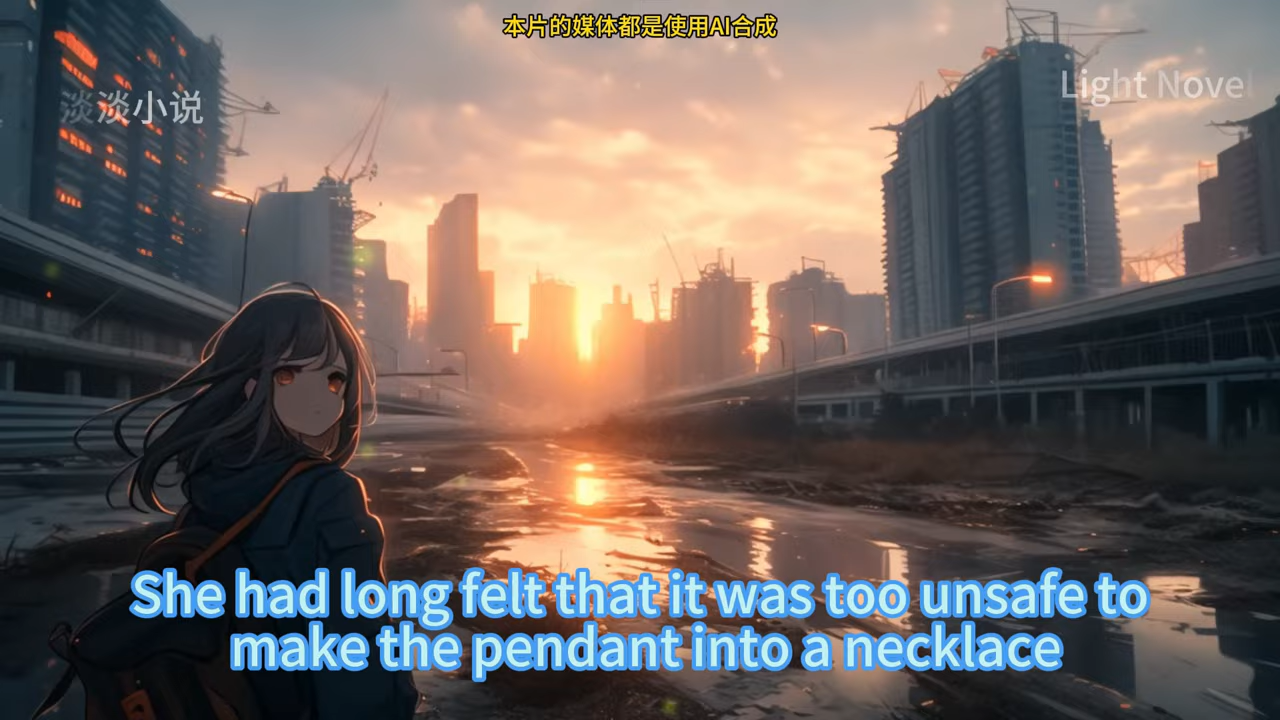 本片的媒体都是使用AI合成
淡淡小说
Light Novel
She had long felt that it was too unsafe to
make the pendant into a necklace